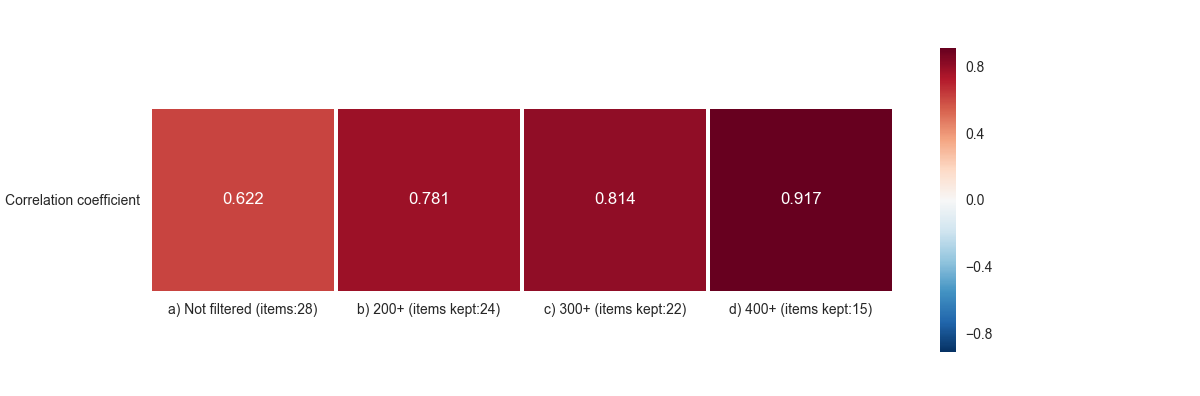 Correlation coefficient
0.622
0.781
0.814
0.917
a) Not filtered (items:28)
b) 200+ (items kept:24)
c) 300+ (items kept:22)
d) 400+ (items kept:15)
0.8
0.4
0.0
−0.4
−0.8